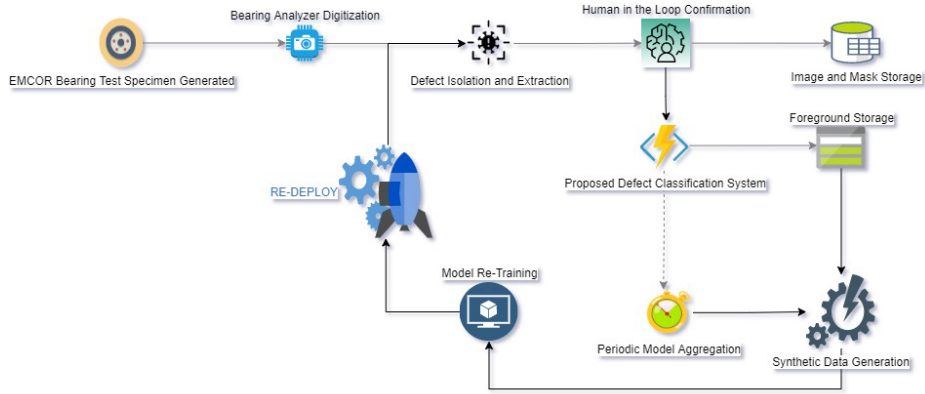 Bearing Analyzer Digitization
Human in the Loop Confirmation
EMCOR Bearing Test Specimen Generated
Defect Isolation and Extraction
Image and Mask Storage
Foreground Storage
Proposed Defect Classification System
RE-DEPLOY
Model Re-Training
Periodic Model Aggregation
Synthetic Data Generation